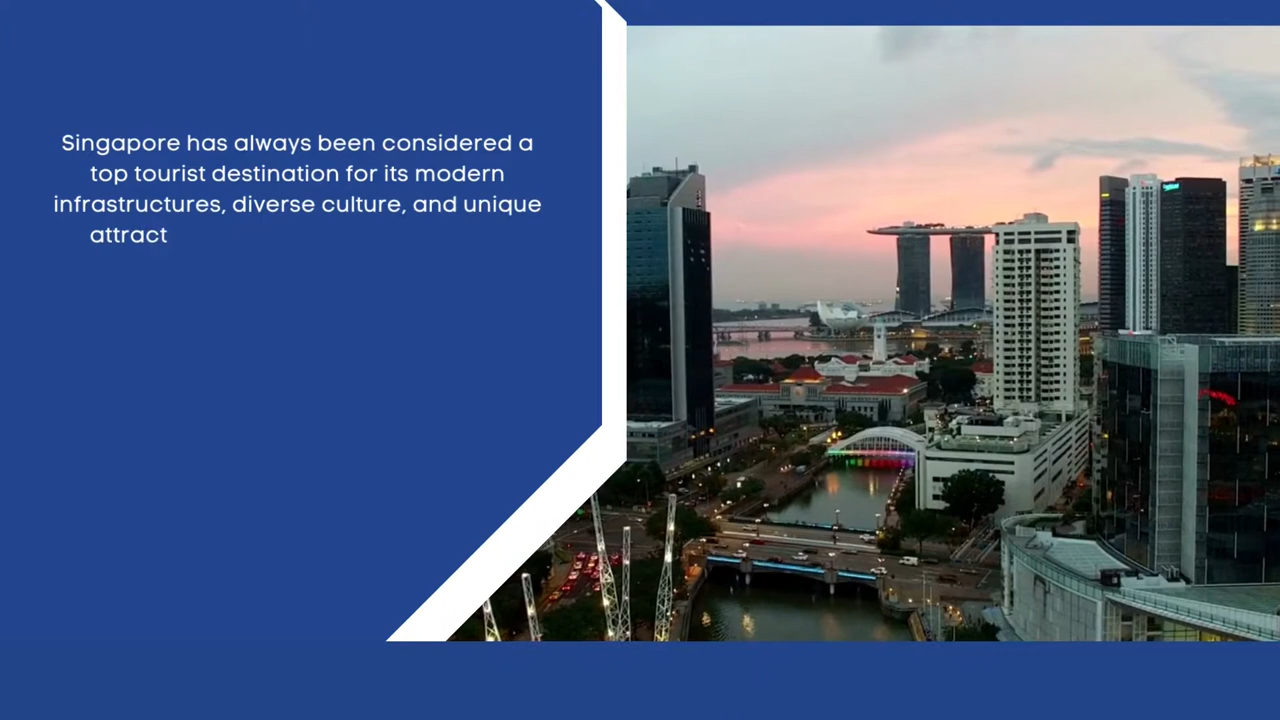 Singapore has always been considered a
top tourist destination for its modern
infrastructures, diverse culture, and unique
attract